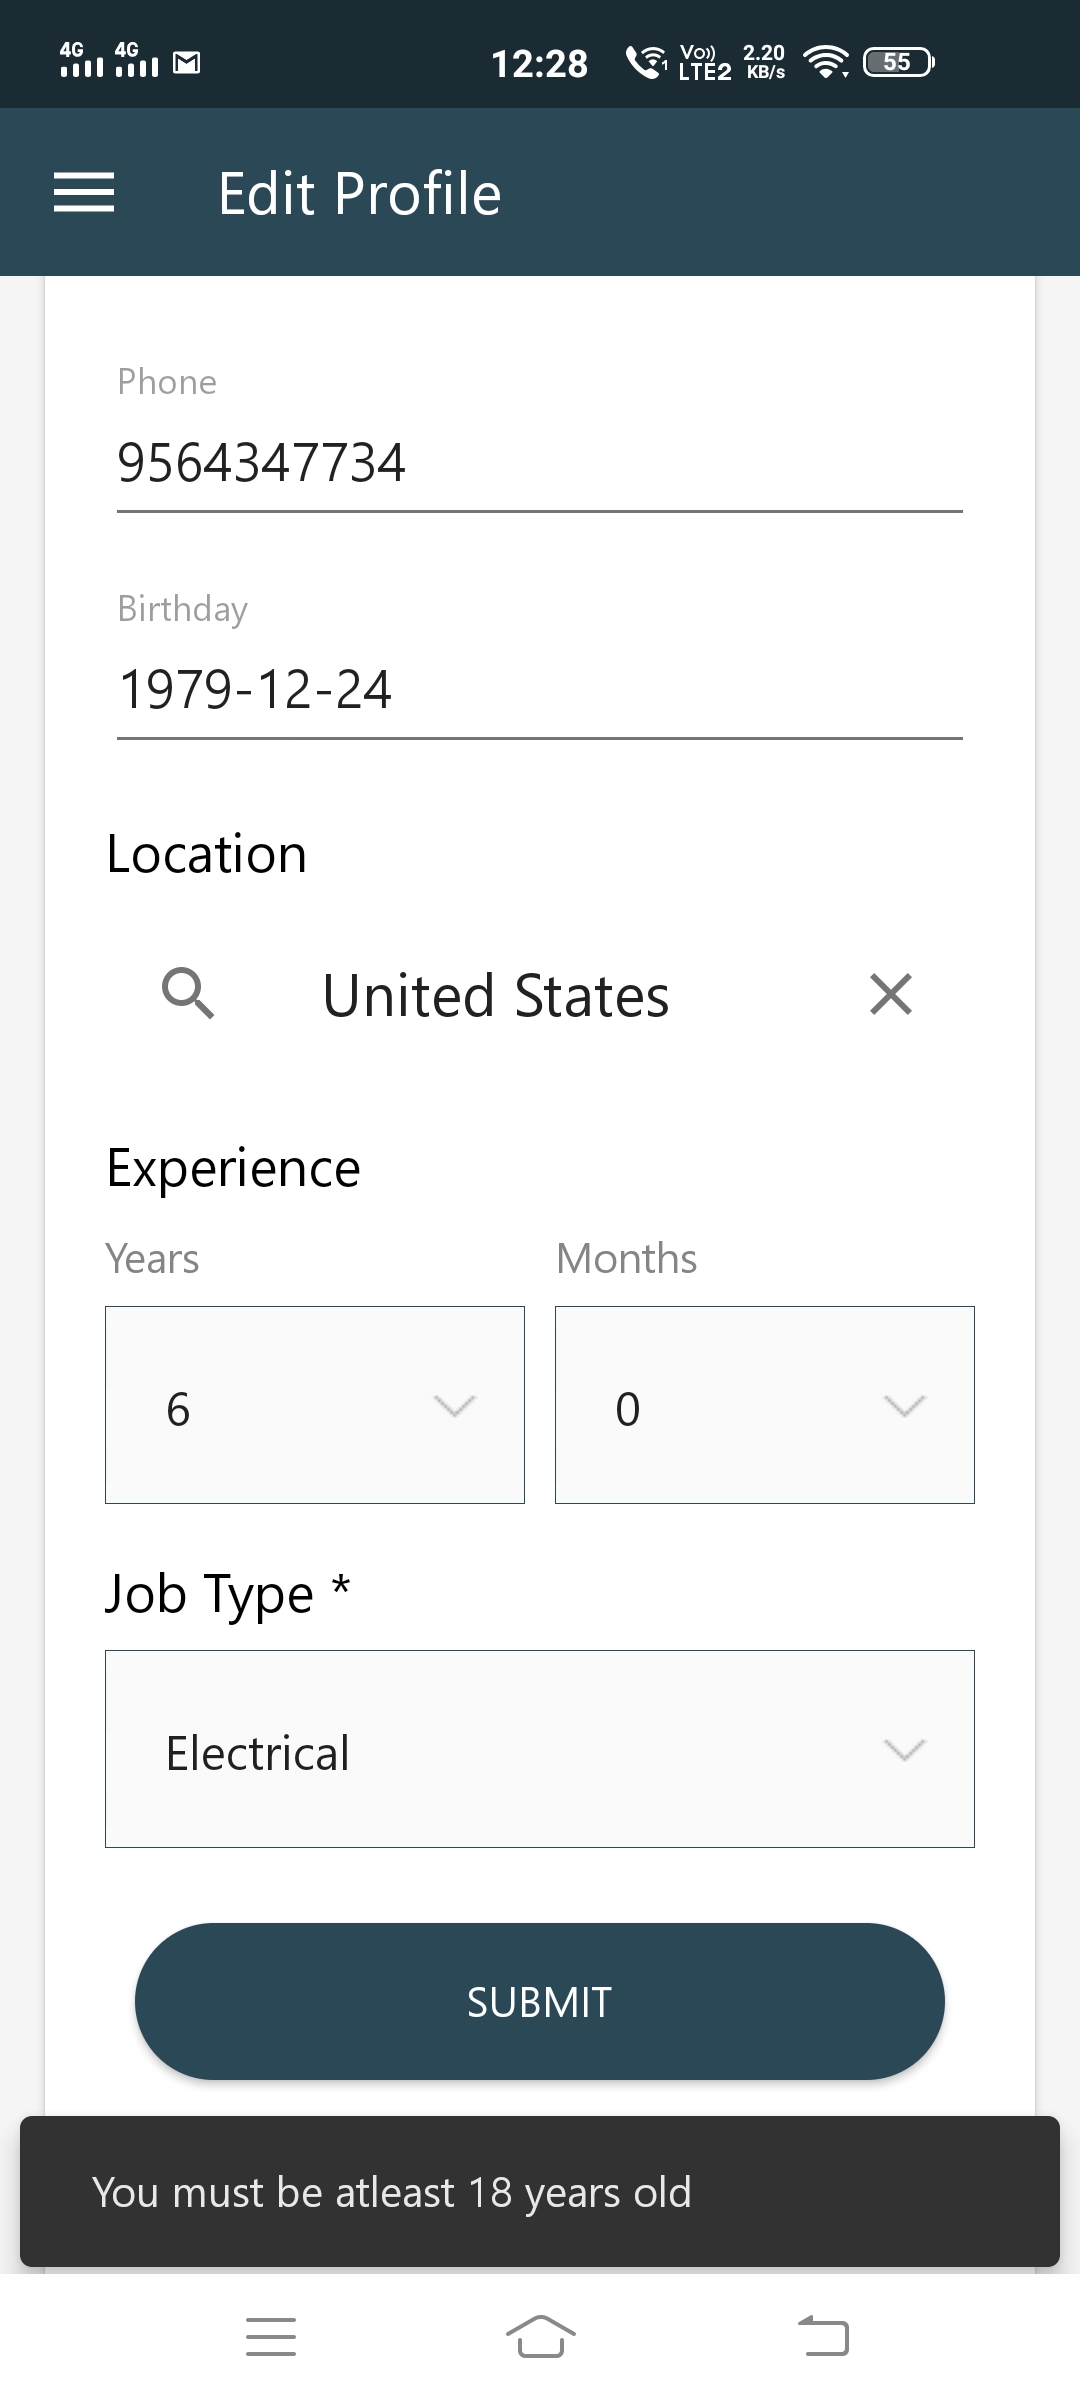 4G 4G 12:28 1 Vo)) LTE2 2.20 KB/s 55
Edit Profile
Phone
9564347734
Birthday
1979-12-24
Location
United States
Experience
Years Months
6 0
Job Type *
Electrical
SUBMIT
You must be atleast 18 years old